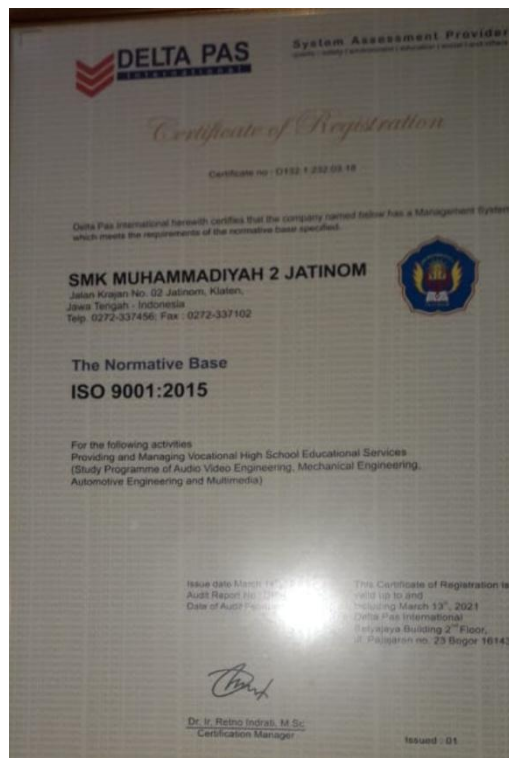 DELTA PAS
International
System Assessment Provider
Certificate of Registration
Certificate no : 0132.1.232.03.18
Delta Pas International herewith certifies that the company named below has a Management System
which meets the requirements of the normative base specified.
SMK MUHAMMADIYAH 2 JATINOM
Jalan Krajan No. 02 Jatinom, Klaten,
Jawa Tengah - Indonesia
Telp. 0272-337456; Fax : 0272-337102
The Normative Base
ISO 9001:2015
For the following activities
Providing and Managing Vocational High School Educational Services
(Study Programme of Audio Video Engineering, Mechanical Engineering,
Automotive Engineering and Multimedia)
Issue date March
Audit Report No
Date of Audit
This Certificate of Registration is
valid up to and
including March 13th, 2021
Delta Pas International
Building 2nd Floor,
Jl. Pajajaran no. 23 Bogor 16143
Dr. Ir. Retno Indrati, M.Sc
Certification Manager
Issued : 01